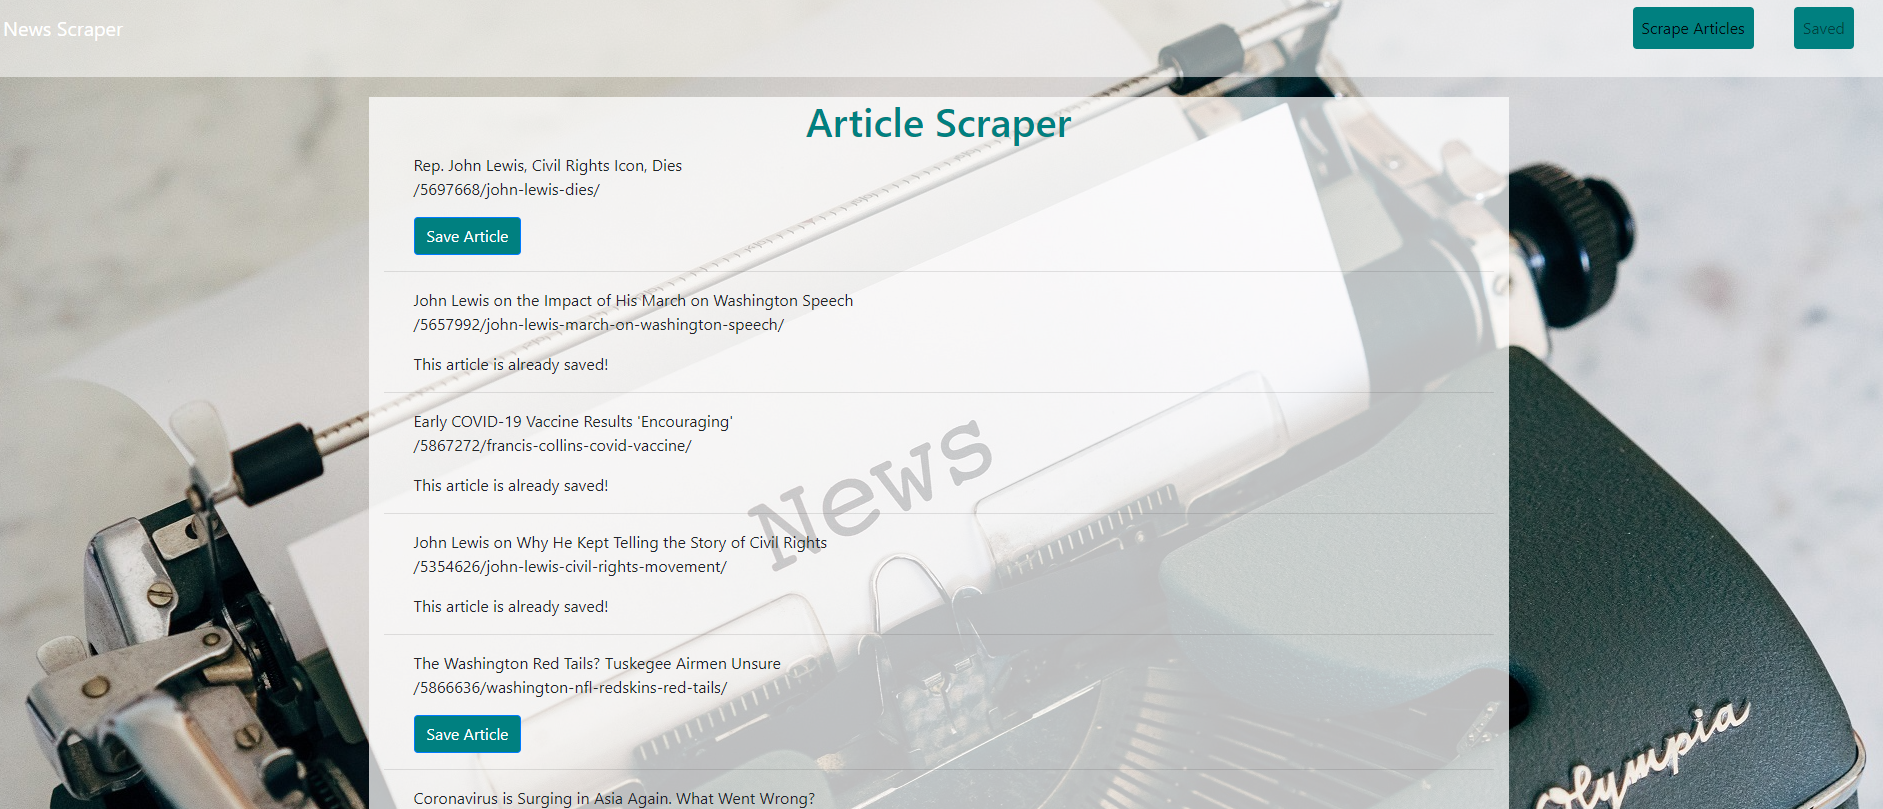 News Scraper
Scrape Articles
Saved
Article Scraper
Rep. John Lewis, Civil Rights Icon, Dies
/5697668/john-lewis-dies/
Save Article
John Lewis on the Impact of His March on Washington Speech
/5657992/john-lewis-march-on-washington-speech/
This article is already saved!
Early COVID-19 Vaccine Results 'Encouraging'
/5867272/francis-collins-covid-vaccine/
This article is already saved!
News
John Lewis on Why He Kept Telling the Story of Civil Rights
/5354626/john-lewis-civil-rights-movement/
This article is already saved!
The Washington Red Tails? Tuskegee Airmen Unsure
/5866636/washington-nfl-redskins-red-tails/
Save Article
Olympia
Coronavirus is Surging in Asia Again. What Went Wrong?